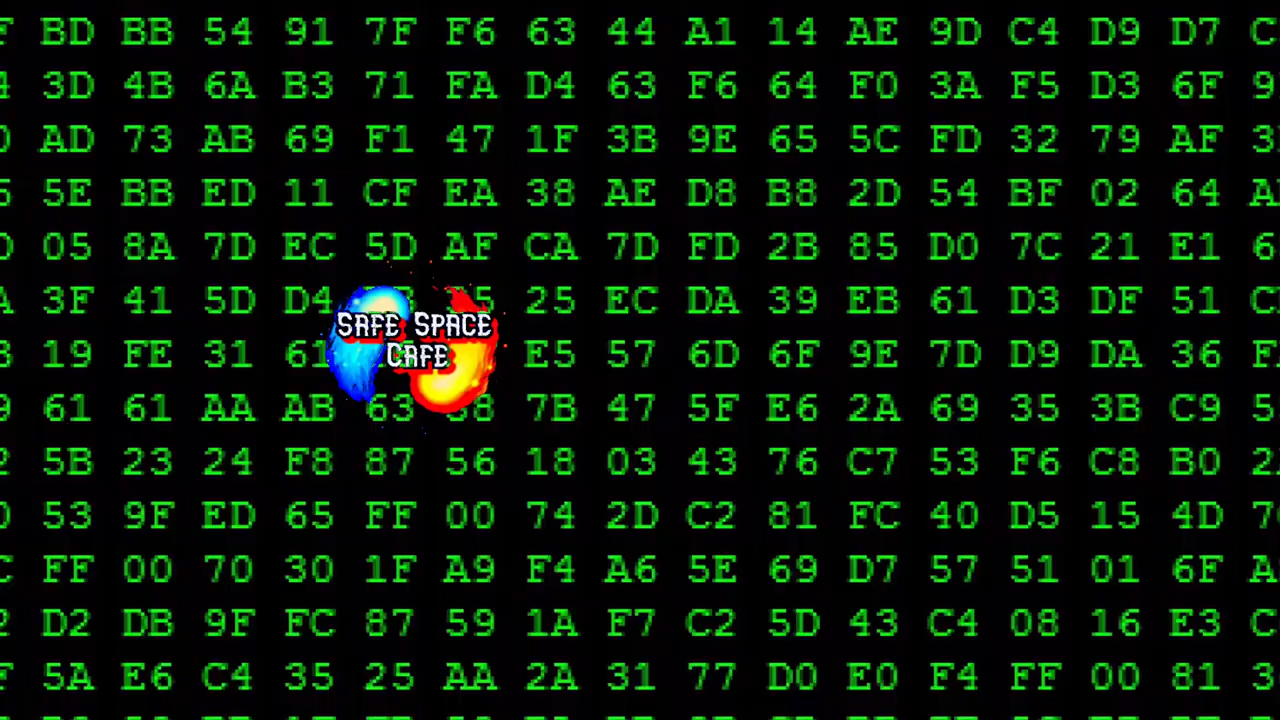 BD BB 54 91 7F F6 63 44 A1 14 AE 9D C4 D9 D7
3D 4B 6A B3 71 FA D4 63 F6 64 F0 3A F5 D3 6F
AD 73 AB 69 F1 47 1F 3B 9E 65 5C FD 32 79 AF
5E BB ED 11 CF EA 38 AE D8 B8 2D 54 BF 02 64
05 8A 7D EC 5D AF CA 7D FD 2B 85 D0 7C 21 E1
3F 41 5D D4 25 EC DA 39 EB 61 D3 DF 51
SAFE SPACE
CAFE
19 FE 31 61 E5 57 6D 6F 9E 7D D9 DA 36
61 61 AA AB 63 7B 47 5F E6 2A 69 35 3B C9
5B 23 24 F8 87 56 18 03 43 76 C7 53 F6 C8 B0
53 9F ED 65 FF 00 74 2D C2 81 FC 40 D5 15 4D
FF 00 70 30 1F A9 F4 A6 5E 69 D7 57 51 01 6F
D2 DB 9F FC 87 59 1A F7 C2 5D 43 C4 08 16 E3
5A E6 C4 35 25 AA 2A 31 77 D0 E0 F4 FF 00 81